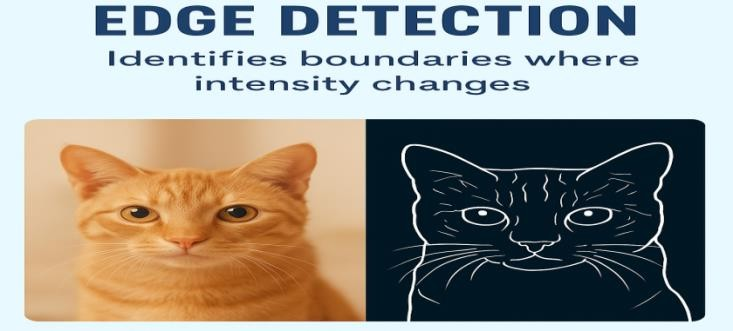 EDGE DETECTION
Identifies boundaries where
intensity changes